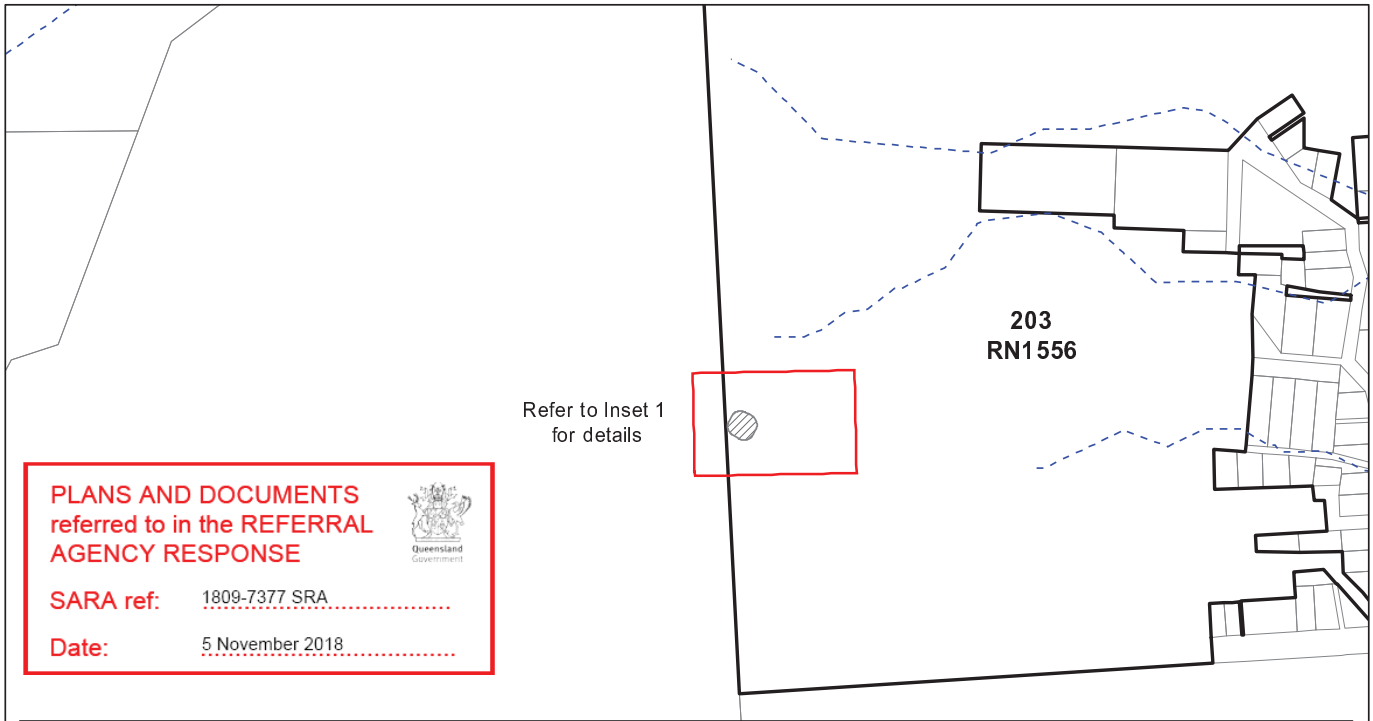 203
RN1556
Refer to Inset 1
for details
PLANS AND DOCUMENTS
referred to in the REFERRAL
AGENCY RESPONSE
Queensland
Government
SARA ref: 1809-7377 SRA
Date: 5 November 2018